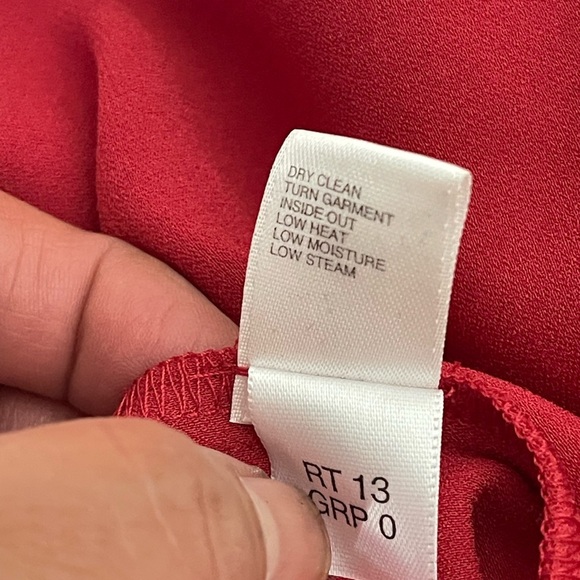 DRY CLEAN
TURN GARMENT
INSIDE-OUT
LOW HEAT
LOW MOISTURE
LOW STEAM
RT 13
GRP 0